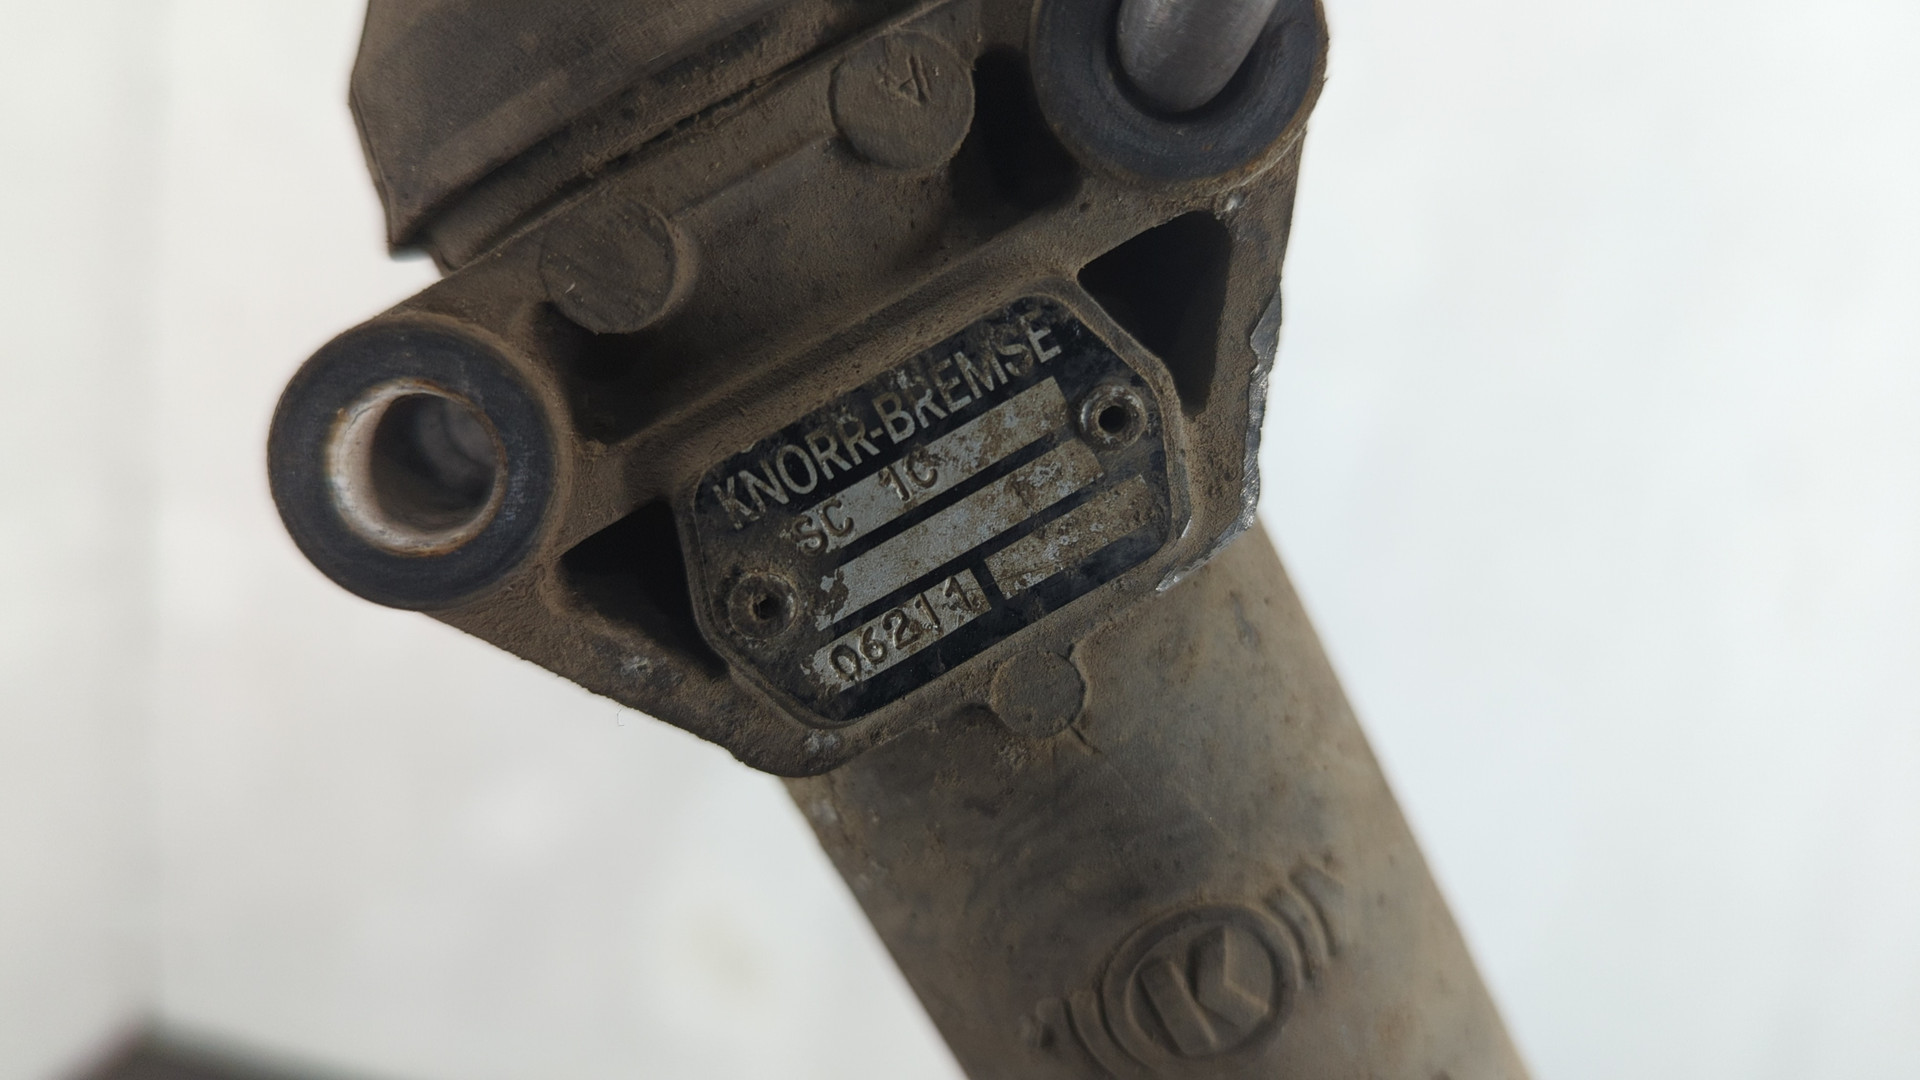 KNORR-BREMSE
SC 1C
06211
K